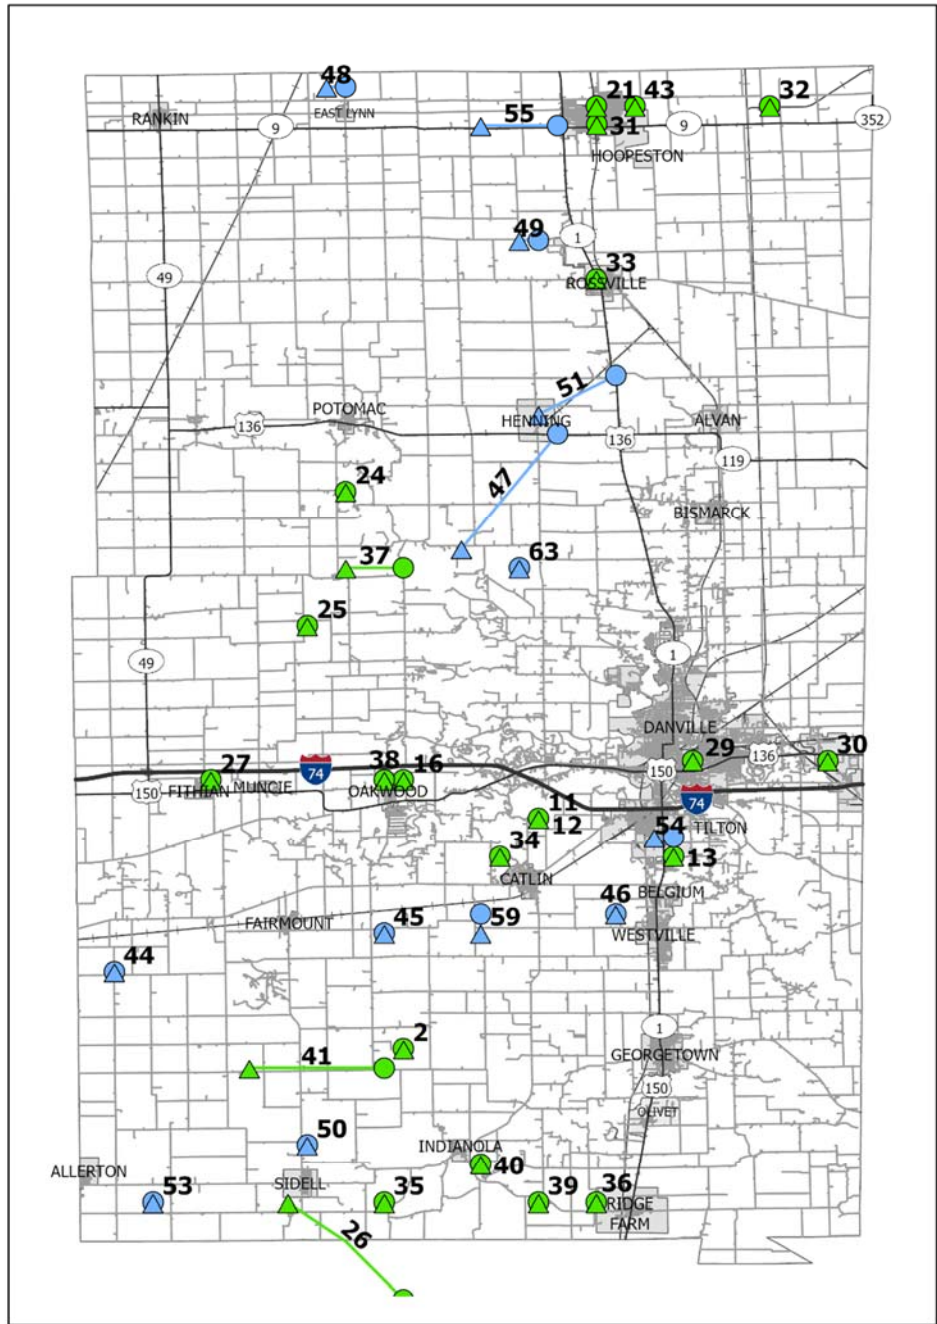 48
21 43
32
EAST LYNN
RANKIN
55
9
31
9
352
HOOPESTON
49
1
33
49
ROSSVILLE
51
POTOMAC
HENNING
ALVAN
136
136
119
24
47
BISMARCK
37
63
25
1
49
DANVILLE
29
136
30
27
74
38 16
150
150
FITHIAN MUNCIE
OAKWOOD
74
11
12
54 TILTON
34
13
CATLIN
BELGIUM
46
FAIRMOUNT
45
59
WESTVILLE
44
1
2
41
GEORGETOWN
150
OLIVET
50
INDIANOLA
40
ALLERTON
SIDELL
53
35
39
36
RIDGE
FARM
26